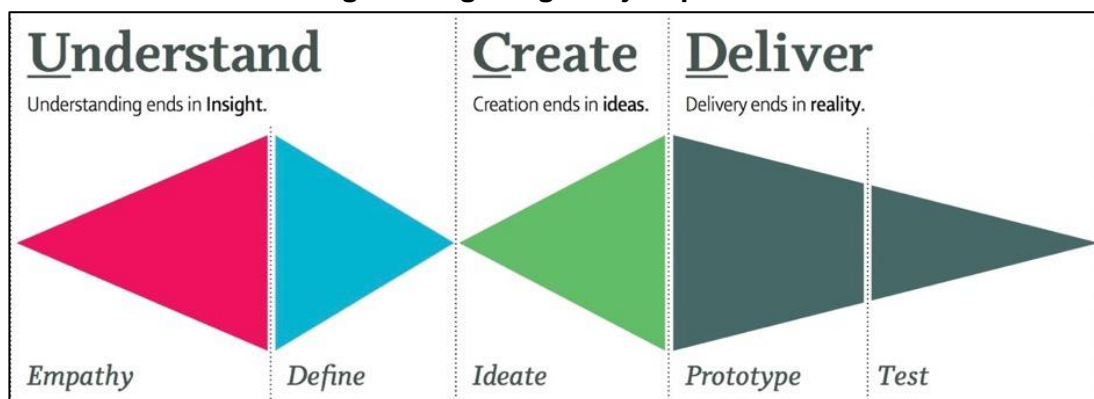 Understand
Understanding ends in Insight.
Create
Creation ends in ideas.
Deliver
Delivery ends in reality.
Empathy
Define
Ideate
Prototype
Test